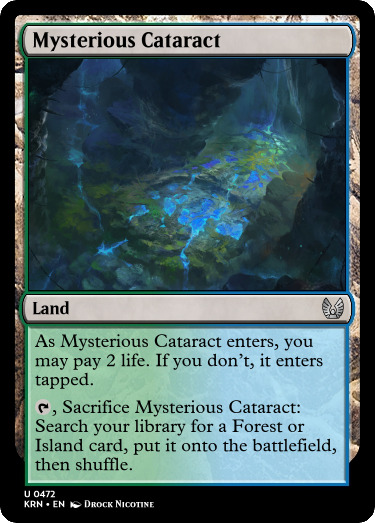 Mysterious Cataract
Land
As Mysterious Cataract enters, you
may pay 2 life. If you don't, it enters
tapped.
, Sacrifice Mysterious Cataract:
Search your library for a Forest or
Island card, put it onto the battlefield,
then shuffle.
U 0472
KRN • EN Drock Nicotine